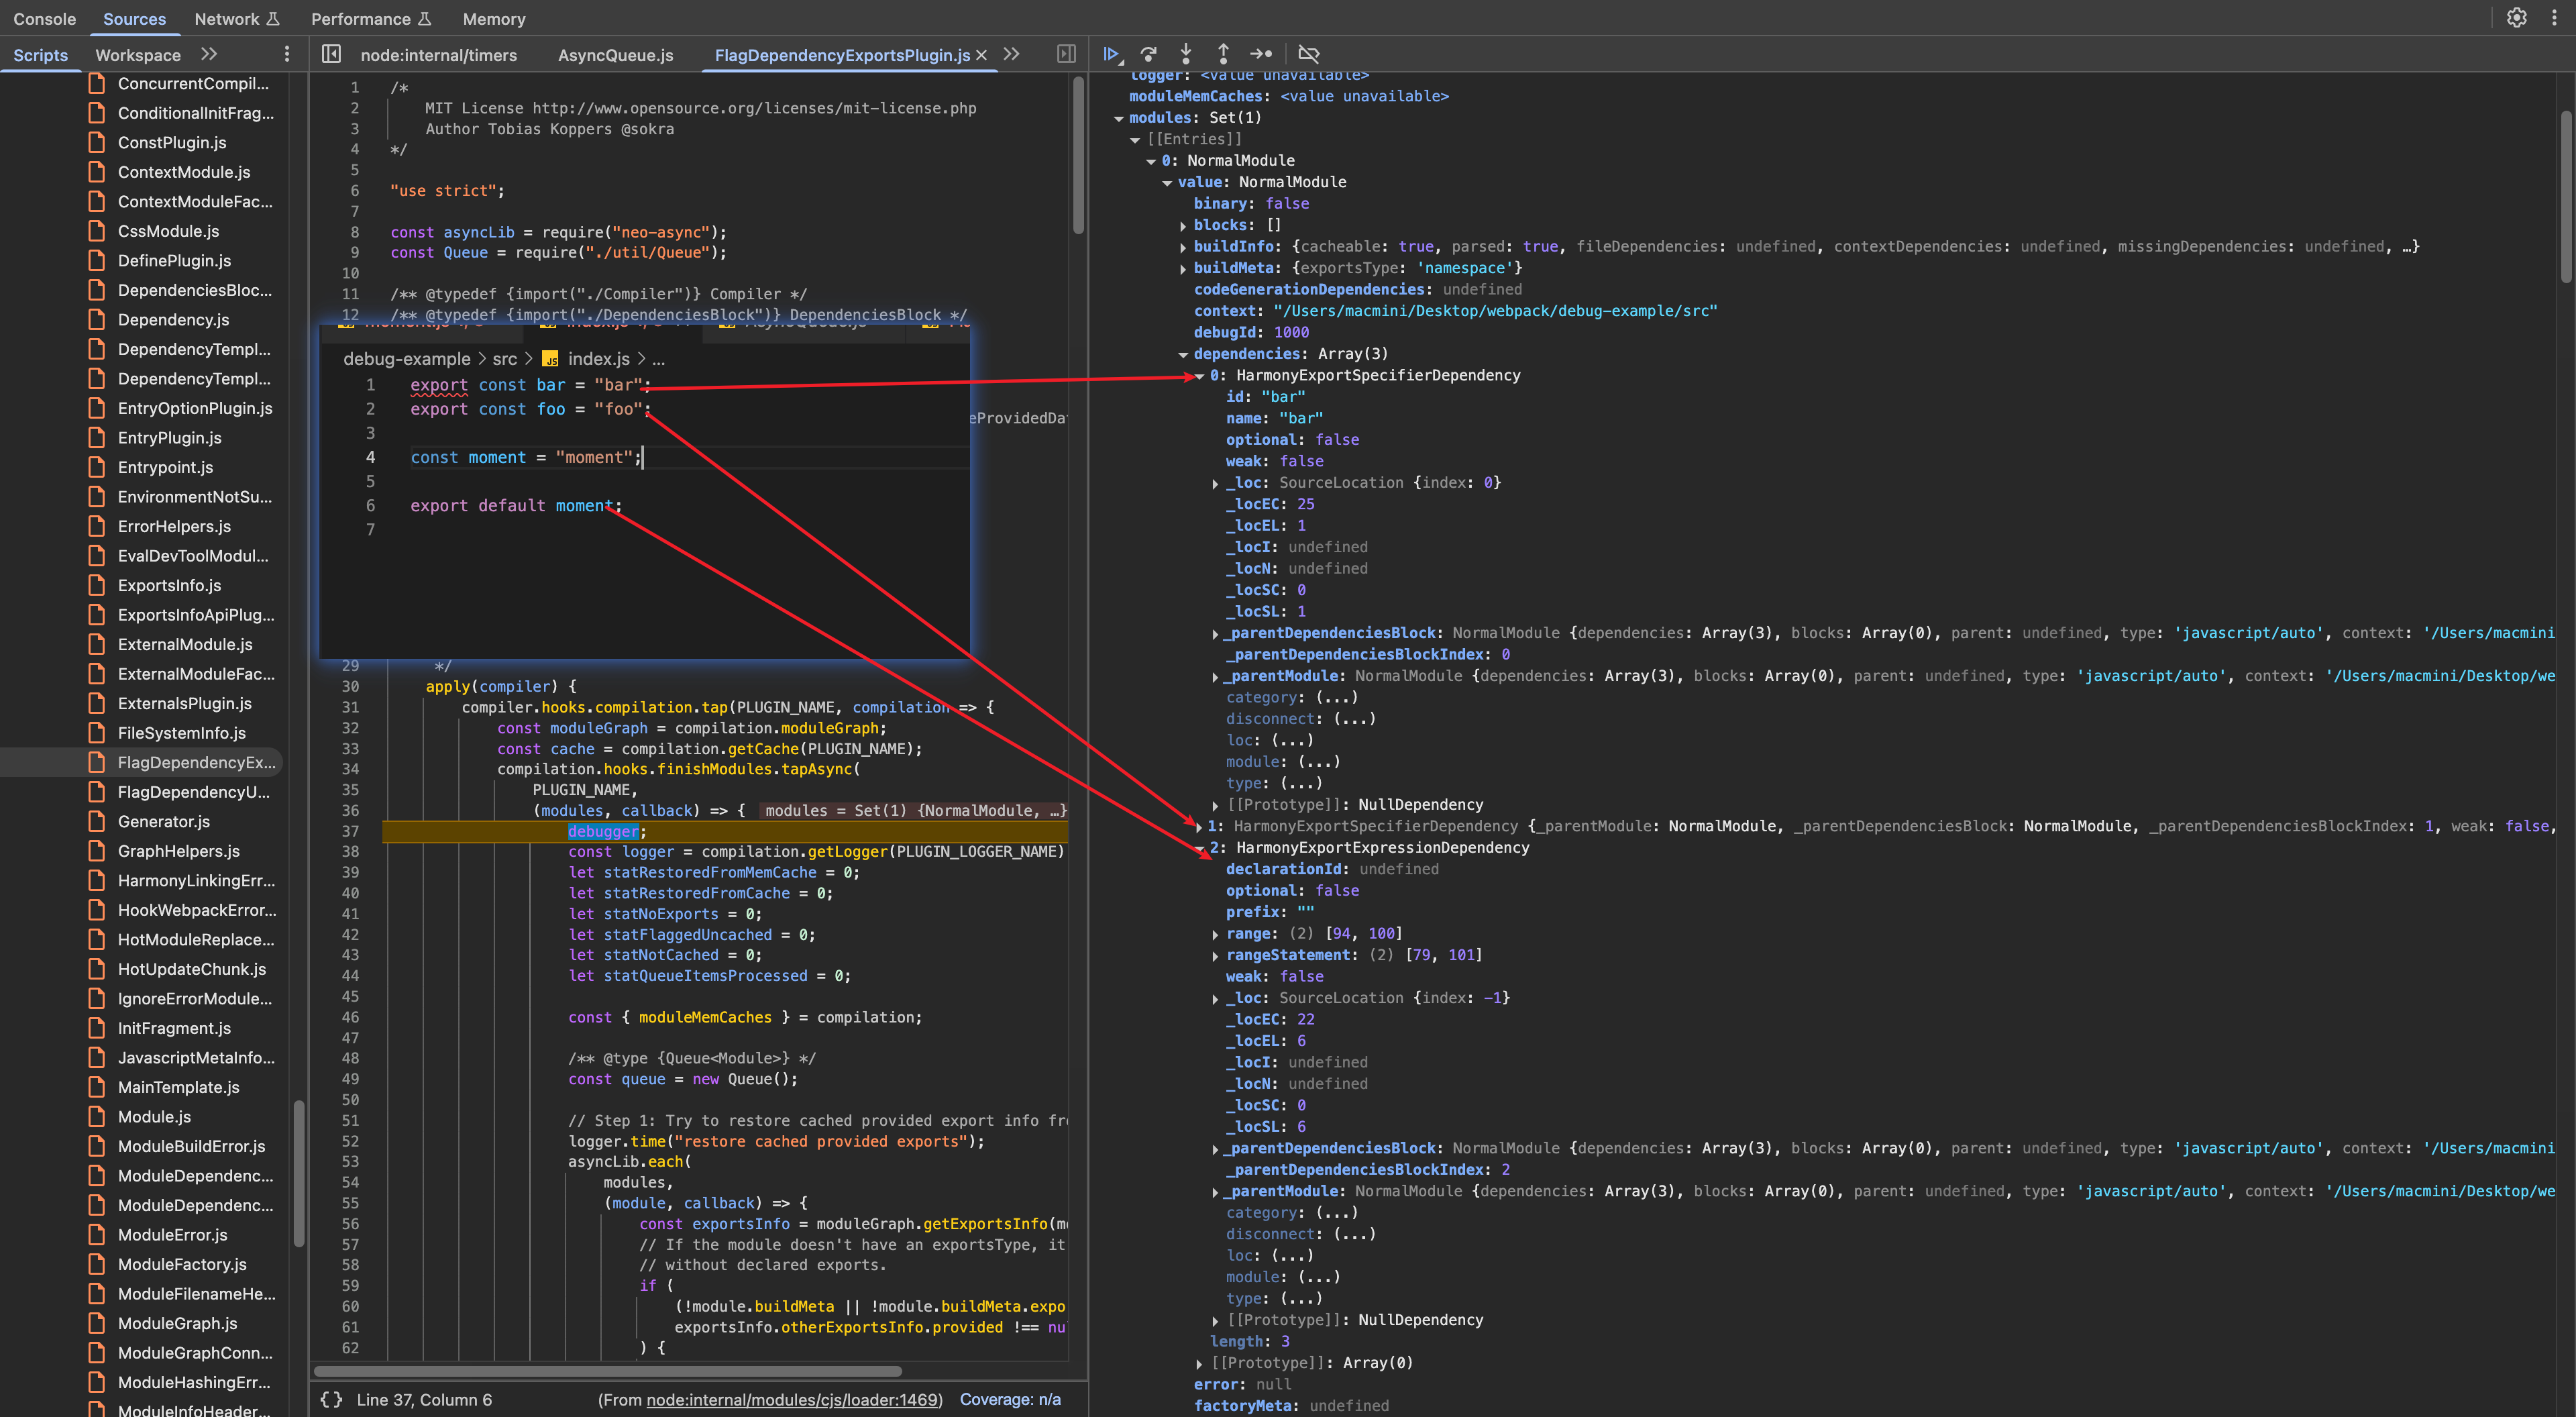 Console Sources Network Performance Memory
Scripts Workspace
node:internal/timers AsyncQueue.js FlagDependencyExportsPlugin.js
ConcurrentCompil...
ConditionalInitFrag...
ConstPlugin.js
ContextModule.js
ContextModuleFac...
CssModule.js
DefinePlugin.js
DependenciesBloc...
Dependency.js
DependencyTempl...
DependencyTempl...
EntryOptionPlugin.js
EntryPlugin.js
Entrypoint.js
EnvironmentNotSu...
ErrorHelpers.js
EvalDevToolModul...
ExportsInfo.js
ExportsInfoApiPlug...
ExternalModule.js
ExternalModuleFac...
ExternalsPlugin.js
FileSystemInfo.js
FlagDependencyEx...
FlagDependencyU...
Generator.js
GraphHelpers.js
HarmonyLinkingErr...
HookWebpackError...
HotModuleReplace...
HotUpdateChunk.js
IgnoreErrorModule...
InitFragment.js
JavascriptMetaInfo...
MainTemplate.js
Module.js
ModuleBuildError.js
ModuleDependenc...
ModuleDependenc...
ModuleError.js
ModuleFactory.js
ModuleFilenameHe...
ModuleGraph.js
ModuleGraphConn...
ModuleHashingErr...
ModuleInfoHeader...
1 /*
2 MIT License http://www.opensource.org/licenses/mit-license.php
3 Author Tobias Koppers @sokra
4 */
5
6 "use strict";
7
8 const asyncLib = require("neo-async");
9 const Queue = require("./util/Queue");
10
11 /** @typedef {import("./Compiler")} Compiler */
12 /** @typedef {import("./DependenciesBlock")} DependenciesBlock */
debug-example > src > JS index.js > ...
1 export const bar = "bar";
2 export const foo = "foo";
3
4 const moment = "moment";
5
6 export default moment;
7
eProvidedDa
29 */
30 apply(compiler) {
31 compiler.hooks.compilation.tap(PLUGIN_NAME, compilation => {
32 const moduleGraph = compilation.moduleGraph;
33 const cache = compilation.getCache(PLUGIN_NAME);
34 compilation.hooks.finishModules.tapAsync(
35 PLUGIN_NAME,
36 (modules, callback) => { modules = Set(1) {NormalModule, …}
37 debugger;
38 const logger = compilation.getLogger(PLUGIN_LOGGER_NAME)
39 let statRestoredFromMemCache = 0;
40 let statRestoredFromCache = 0;
41 let statNoExports = 0;
42 let statFlaggedUncached = 0;
43 let statNotCached = 0;
44 let statQueueItemsProcessed = 0;
45
46 const { moduleMemCaches } = compilation;
47
48 /** @type {Queue<Module>} */
49 const queue = new Queue();
50
51 // Step 1: Try to restore cached provided export info fr
52 logger.time("restore cached provided exports");
53 asyncLib.each(
54 modules,
55 (module, callback) => {
56 const exportsInfo = moduleGraph.getExportsInfo(m
57 // If the module doesn't have an exportsType, it
58 // without declared exports.
59 if (
60 (!module.buildMeta || !module.buildMeta.expo
61 exportsInfo.otherExportsInfo.provided !== nu
62 ) {
{} Line 37, Column 6 (From node:internal/modules/cjs/loader:1469) Coverage: n/a
logger: <value unavailable>
moduleMemCaches: <value unavailable>
modules: Set(1)
[[Entries]]
0: NormalModule
value: NormalModule
binary: false
blocks: []
buildInfo: {cacheable: true, parsed: true, fileDependencies: undefined, contextDependencies: undefined, missingDependencies: undefined, …}
buildMeta: {exportsType: 'namespace'}
codeGenerationDependencies: undefined
context: "/Users/macmini/Desktop/webpack/debug-example/src"
debugId: 1000
dependencies: Array(3)
0: HarmonyExportSpecifierDependency
id: "bar"
name: "bar"
optional: false
weak: false
_loc: SourceLocation {index: 0}
_locEC: 25
_locEL: 1
_locI: undefined
_locN: undefined
_locSC: 0
_locSL: 1
_parentDependenciesBlock: NormalModule {dependencies: Array(3), blocks: Array(0), parent: undefined, type: 'javascript/auto', context: '/Users/macmini
_parentDependenciesBlockIndex: 0
_parentModule: NormalModule {dependencies: Array(3), blocks: Array(0), parent: undefined, type: 'javascript/auto', context: '/Users/macmini/Desktop/we
category: (...)
disconnect: (...)
loc: (...)
module: (...)
type: (...)
[[Prototype]]: NullDependency
1: HarmonyExportSpecifierDependency {_parentModule: NormalModule, _parentDependenciesBlock: NormalModule, _parentDependenciesBlockIndex: 1, weak: false,
2: HarmonyExportExpressionDependency
declarationId: undefined
optional: false
prefix: ""
range: (2) [94, 100]
rangeStatement: (2) [79, 101]
weak: false
_loc: SourceLocation {index: -1}
_locEC: 22
_locEL: 6
_locI: undefined
_locN: undefined
_locSC: 0
_locSL: 6
_parentDependenciesBlock: NormalModule {dependencies: Array(3), blocks: Array(0), parent: undefined, type: 'javascript/auto', context: '/Users/macmini
_parentDependenciesBlockIndex: 2
_parentModule: NormalModule {dependencies: Array(3), blocks: Array(0), parent: undefined, type: 'javascript/auto', context: '/Users/macmini/Desktop/we
category: (...)
disconnect: (...)
loc: (...)
module: (...)
type: (...)
[[Prototype]]: NullDependency
length: 3
[[Prototype]]: Array(0)
error: null
factoryMeta: undefined